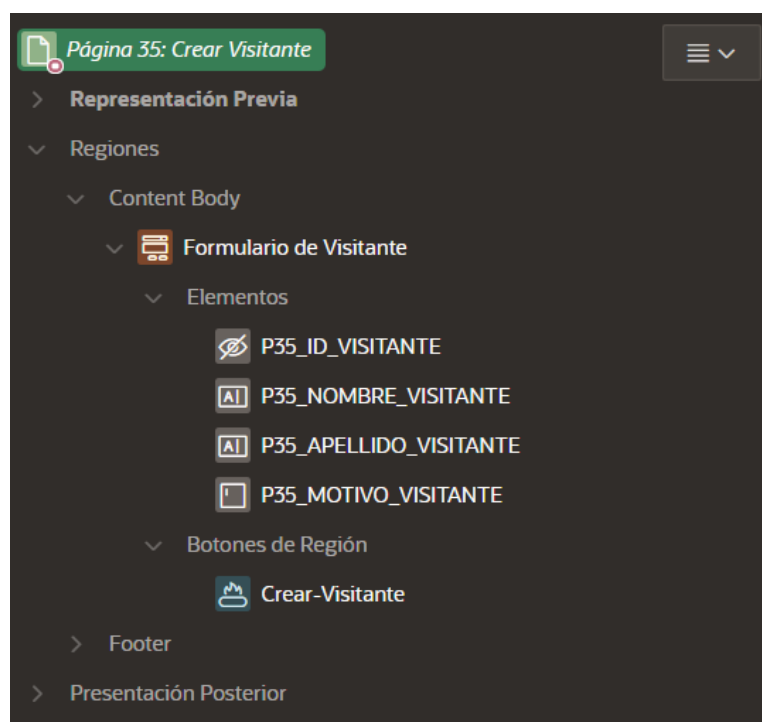 Página 35: Crear Visitante
Representación Previa
Regiones
Content Body
Formulario de Visitante
Elementos
P35_ID_VISITANTE
P35_NOMBRE_VISITANTE
P35_APELLIDO_VISITANTE
P35_MOTIVO_VISITANTE
Botones de Región
Crear-Visitante
Footer
Presentación Posterior